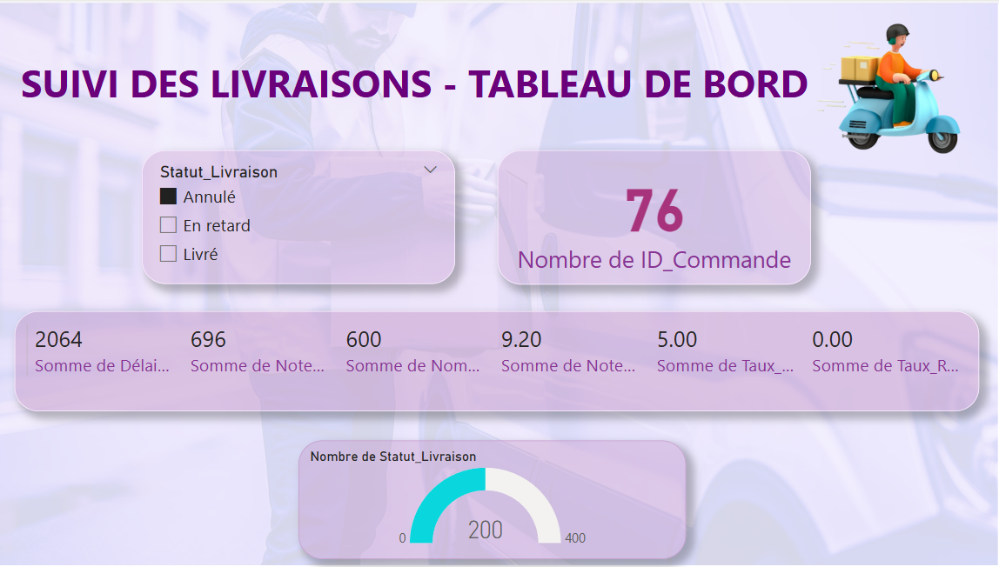 SUIVI DES LIVRAISONS - TABLEAU DE BORD
Statut_Livraison
Annulé
En retard
Livré
76
Nombre de ID_Commande
2064
Somme de Délai...
696
Somme de Note...
600
Somme de Nom...
9.20
Somme de Note...
5.00
Somme de Taux_...
0.00
Somme de Taux_R...
Nombre de Statut_Livraison
0
200
400